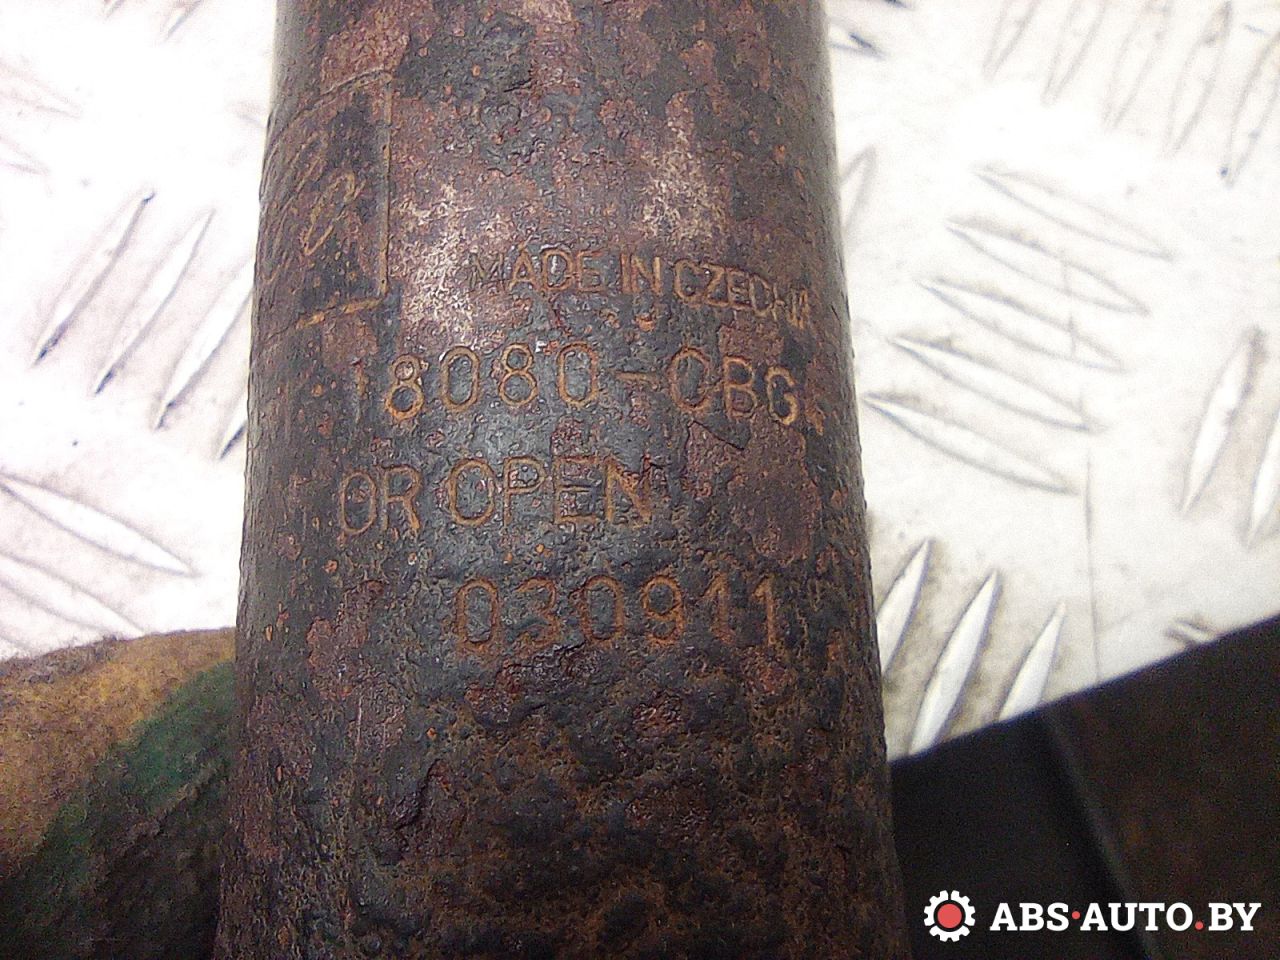 MADE IN CZECHIA
18080-0BG
OR OPEN
030911
ABS·AUTO.BY